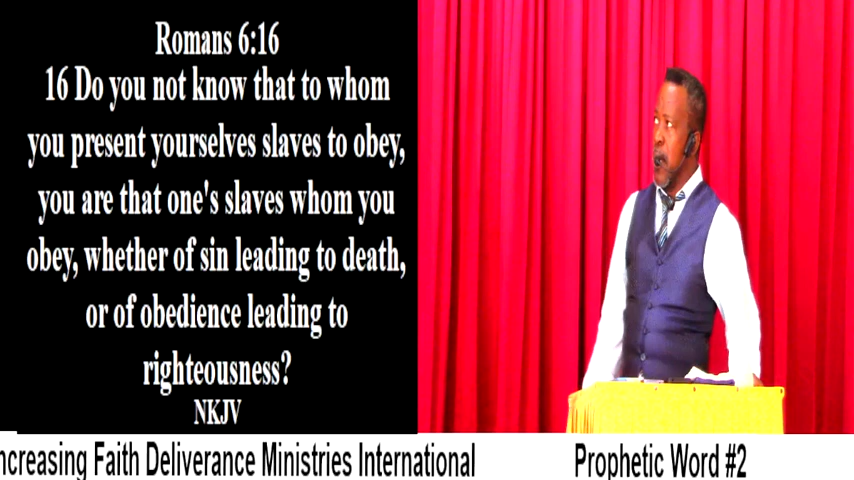 Romans 6:16
16 Do you not know that to whom
you present yourselves slaves to obey,
you are that one's slaves whom you
obey, whether of sin leading to death,
or of obedience leading to
righteousness?
NKJV
ncreasing Faith Deliverance Ministries International
Prophetic Word #2